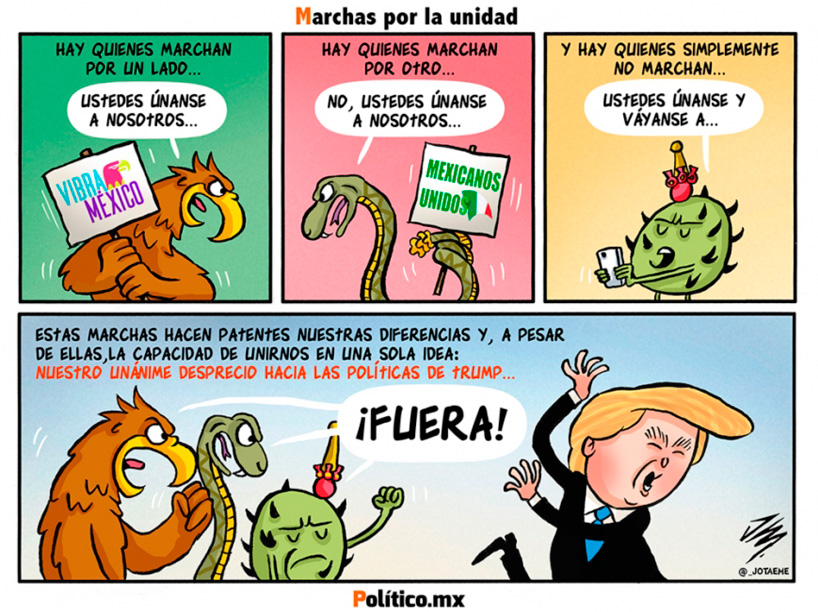 Marchas por la unidad
HAY QUIENES MARCHAN
POR UN LADO...
USTEDES ÚNANSE
A NOSOTROS...
VIBRA
MÉXICO
HAY QUIENES MARCHAN
POR OTRO...
NO, USTEDES ÚNANSE
A NOSOTROS...
MEXICANOS
UNIDOS
Y HAY QUIENES SIMPLEMENTE
NO MARCHAN...
USTEDES ÚNANSE Y
VÁYANSE A...
ESTAS MARCHAS HACEN PATENTES NUESTRAS DIFERENCIAS Y, A PESAR
DE ELLAS,LA CAPACIDAD DE UNIRNOS EN UNA SOLA IDEA:
NUESTRO UNÁNIME DESPRECIO HACIA LAS POLÍTICAS DE TRUMP...
¡FUERA!
@_JOTAEME
Político.mx